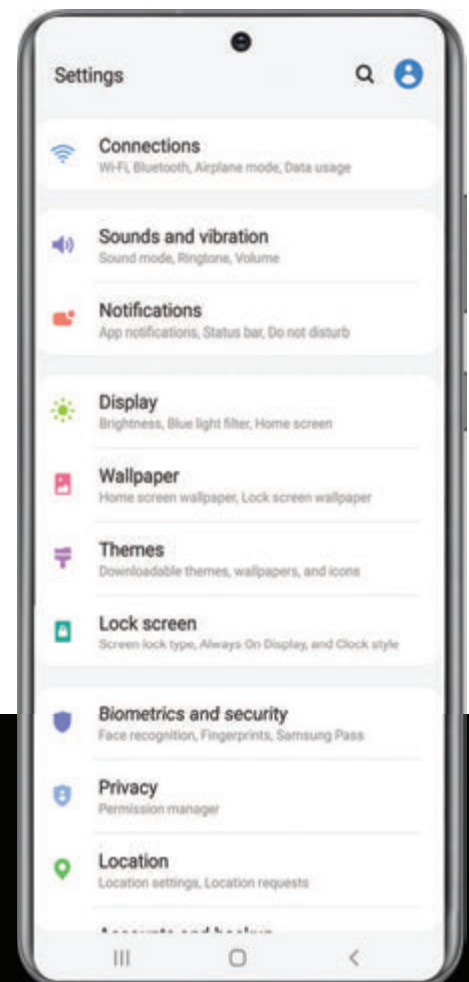 Settings
Connections
Wi-Fi, Bluetooth, Airplane mode, Data usage
Sounds and vibration
Sound mode, Ringtone, Volume
Notifications
App notifications, Status bar, Do not disturb
Display
Brightness, Blue light filter, Home screen
Wallpaper
Home screen wallpaper, Lock screen wallpaper
Themes
Downloadable themes, wallpapers, and icons
Lock screen
Screen lock type, Always On Display, and Clock style
Biometrics and security
Face recognition, Fingerprints, Samsung Pass
Privacy
Permission manager
Location
Location settings, Location requests
Accounts and backup